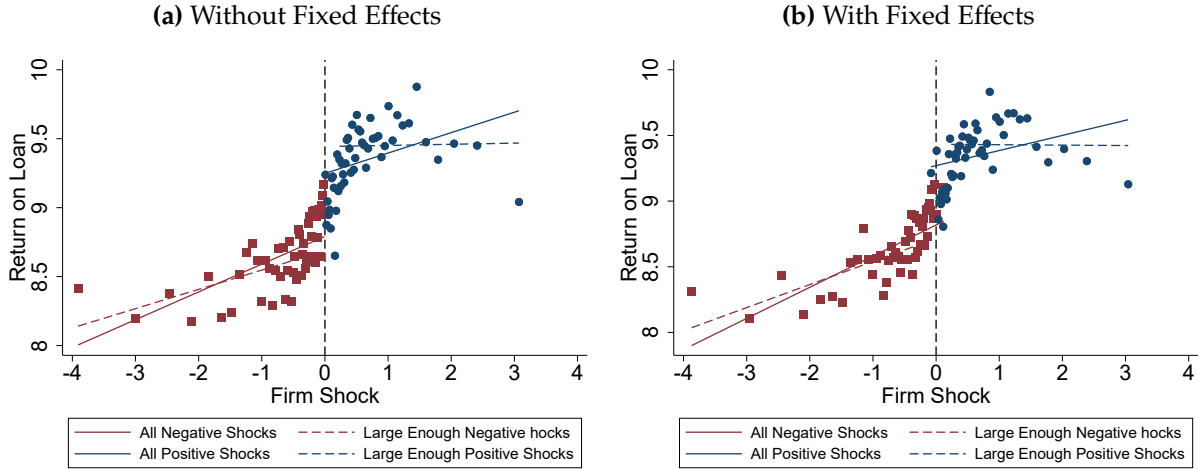 (a) Without Fixed Effects
Return on Loan
10
9.5
9
8.5
8
-4 -3 -2 -1 0 1 2 3 4
Firm Shock
All Negative Shocks Large Enough Negative hocks
All Positive Shocks Large Enough Positive Shocks
(b) With Fixed Effects
Return on Loan
10
9.5
9
8.5
8
-4 -3 -2 -1 0 1 2 3 4
Firm Shock
All Negative Shocks Large Enough Negative hocks
All Positive Shocks Large Enough Positive Shocks